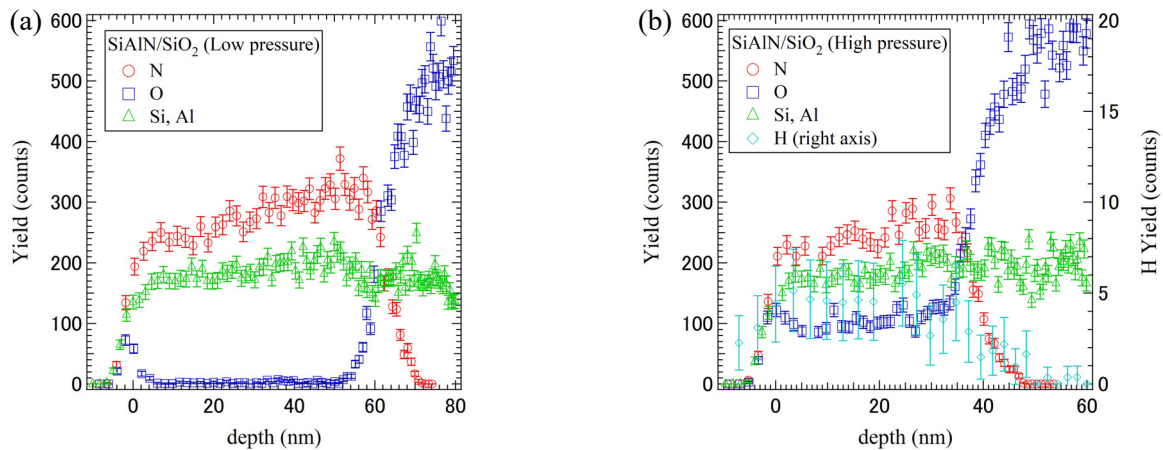 (a)
600
500
400
300
200
100
0
Yield (counts)
SiAlN/SiO₂ (Low pressure)
N
O
Si, Al
0 20 40 60 80
depth (nm)
(b)
600
500
400
300
200
100
0
Yield (counts)
SiAlN/SiO₂ (High pressure)
N
O
Si, Al
H (right axis)
20
15
10
5
0
H Yield (counts)
0 20 40 60
depth (nm)